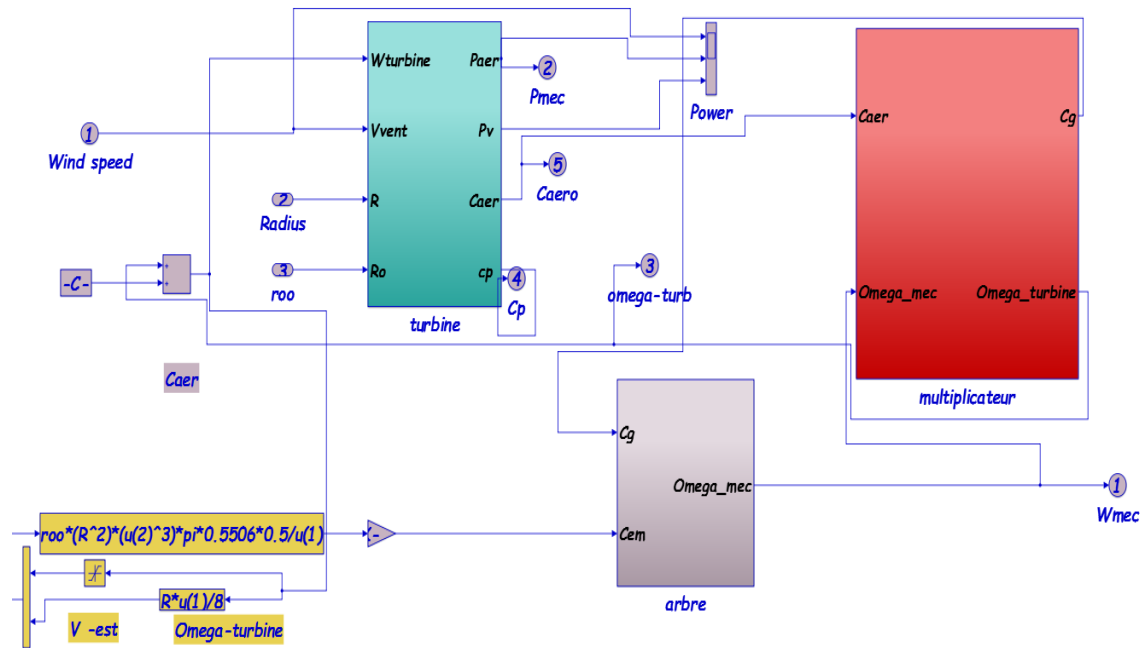 Wturbine
Paer
2
Pmec
Power
Caer
Cg
1
Wind speed
Vvent
Pv
5
Caero
2
Radius
R
Caer
3
roo
Ro
cp
4
Cp
3
omega-turb
-C-
+
+
turbine
Omega_mec
Omega_turbine
multiplicateur
Caer
Cg
Omega_mec
1
Wmec
roo*(R^2)*(u(2)^3)*pi*0.5506*0.5/u(1)
Cem
arbre
R*u(1)/8
V -est
Omega-turbine